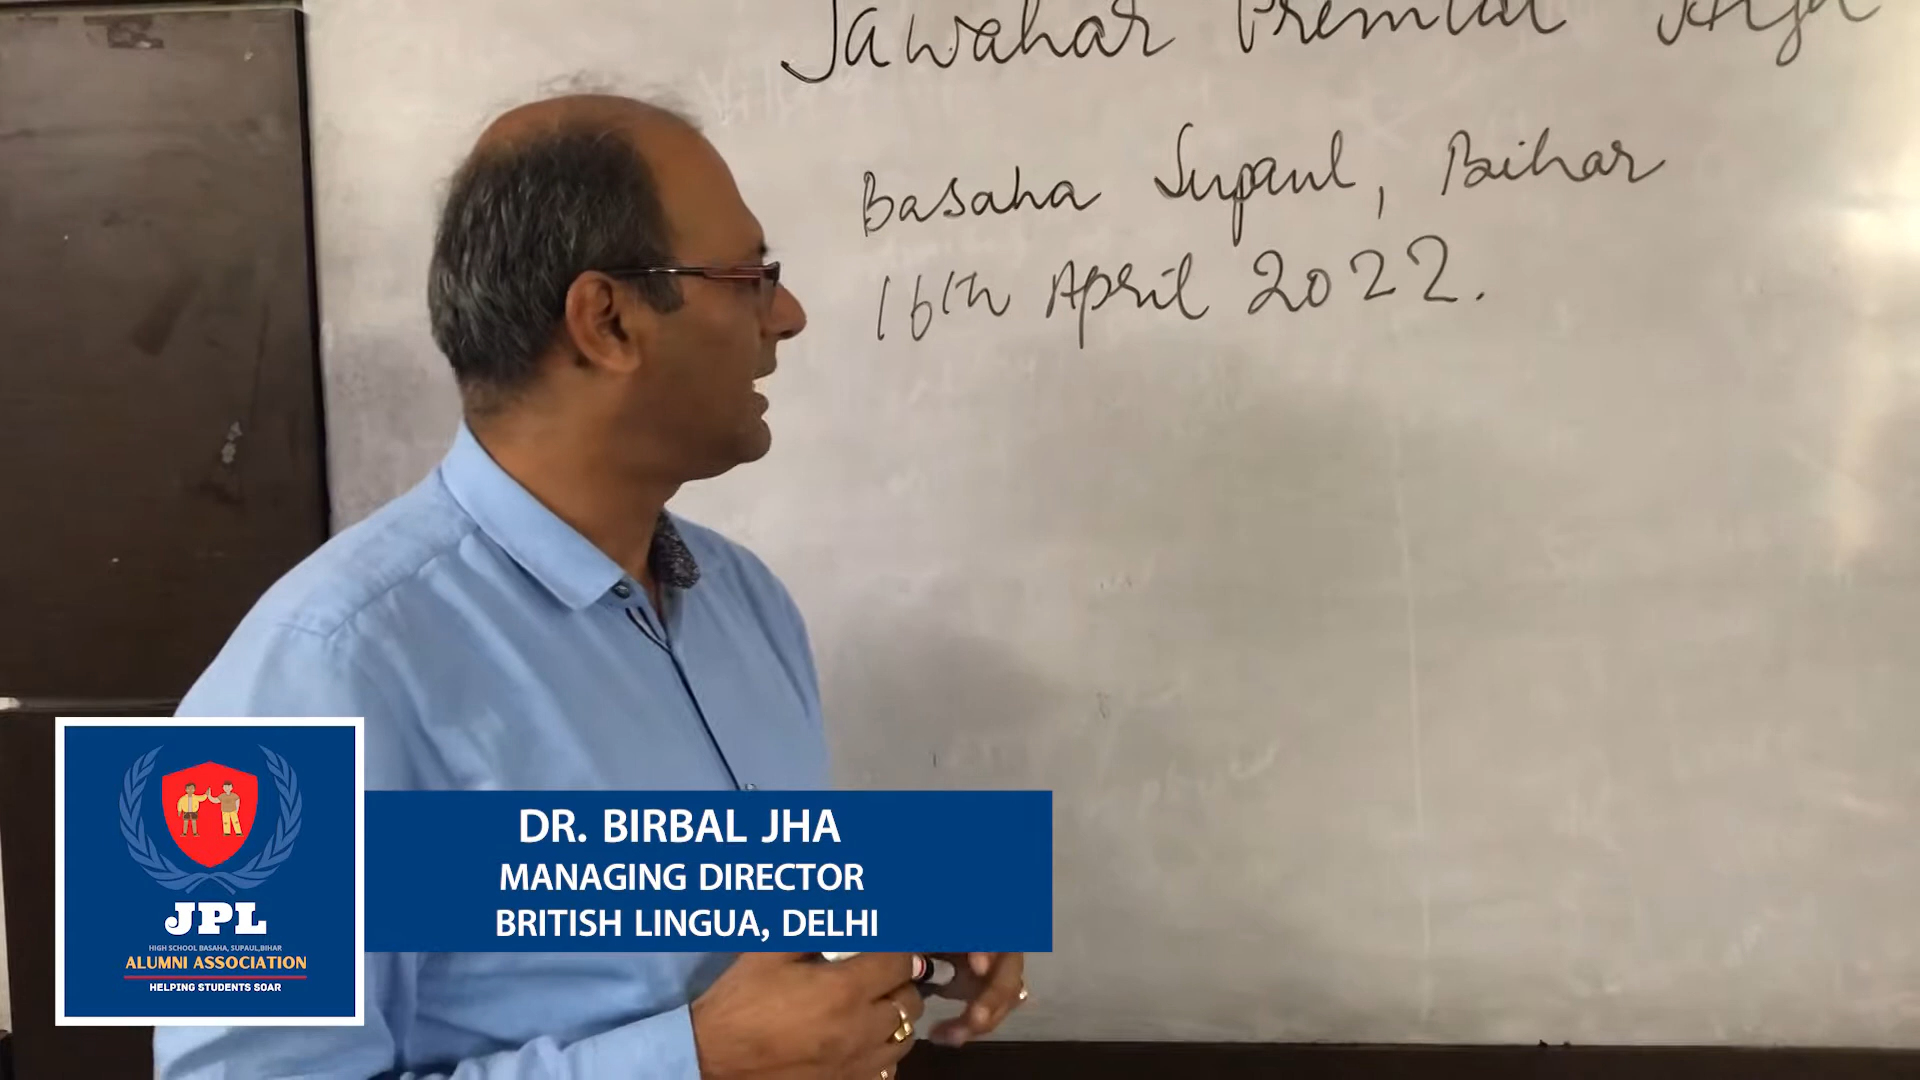 Jawahar Premlal
Basaha Supaul, Bihar
16th April 2022.
DR. BIRBAL JHA
MANAGING DIRECTOR
BRITISH LINGUA, DELHI
JPL
HIGH SCHOOL BASAHA, SUPAUL,BIHAR
ALUMNI ASSOCIATION
HELPING STUDENTS SOAR